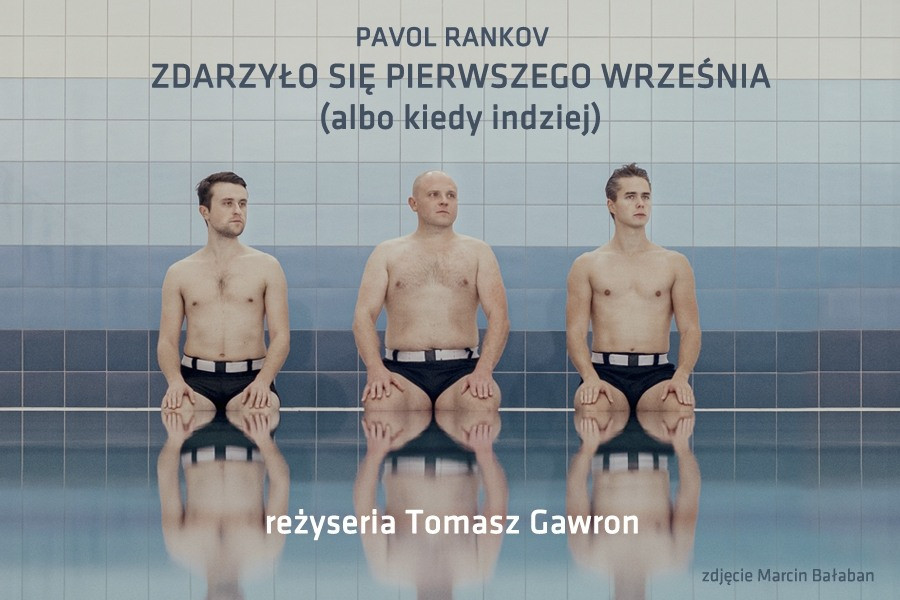 PAVOL RANKOV
ZDARZYŁO SIĘ PIERWSZEGO WRZEŚNIA
(albo kiedy indziej)
reżyseria Tomasz Gawron
zdjęcie Marcin Bałaban